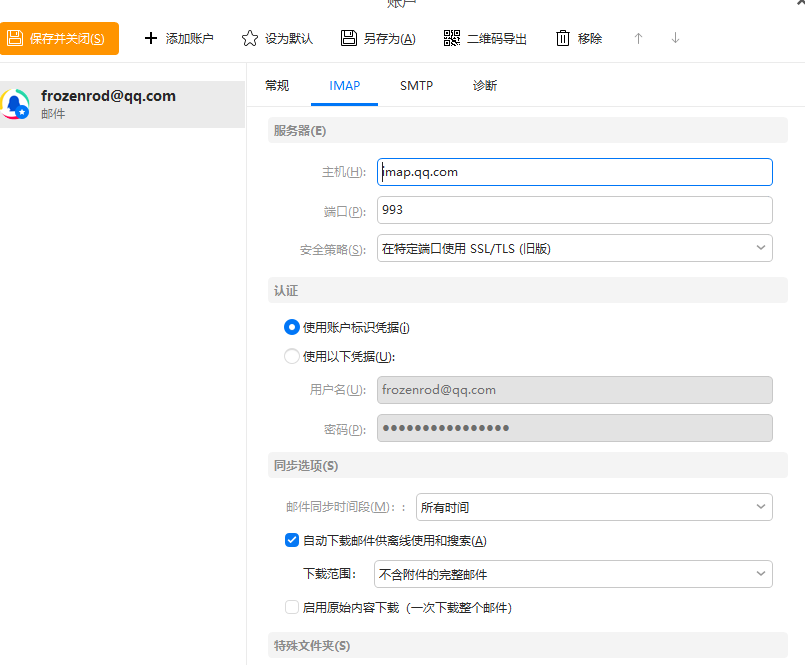 账户
保存并关闭(S) 添加账户 设为默认 另存为(A) 二维码导出 移除
frozenrod@qq.com
邮件
常规 IMAP SMTP 诊断
服务器(E)
主机(H): imap.qq.com
端口(P): 993
安全策略(S): 在特定端口使用 SSL/TLS (旧版)
认证
使用账户标识凭据(i)
使用以下凭据(U):
用户名(U): frozenrod@qq.com
密码(P): ●●●●●●●●●●●●●●●●
同步选项(S)
邮件同步时间段(M): : 所有时间
自动下载邮件供离线使用和搜索(A)
下载范围: 不含附件的完整邮件
启用原始内容下载（一次下载整个邮件）
特殊文件夹(S)